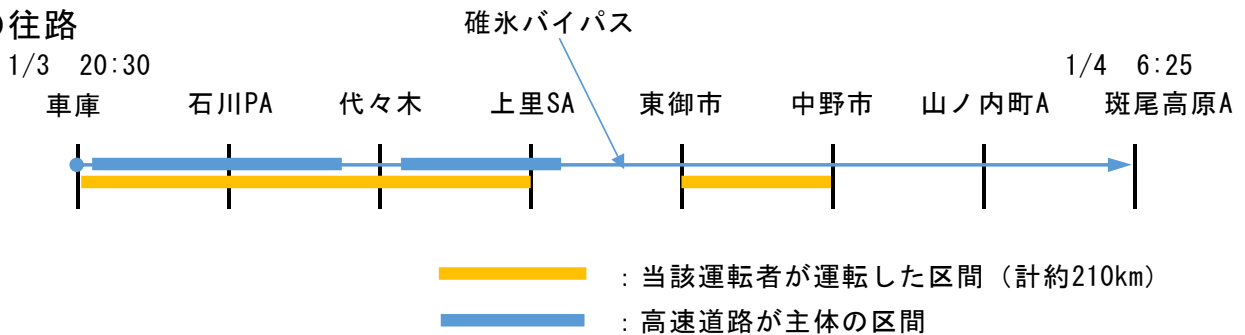 の往路
碓氷バイパス
1/3 20:30
1/4 6:25
車庫 石川PA 代々木 上里SA 東御市 中野市 山ノ内町A 斑尾高原A
：当該運転者が運転した区間（計約210km）
：高速道路が主体の区間